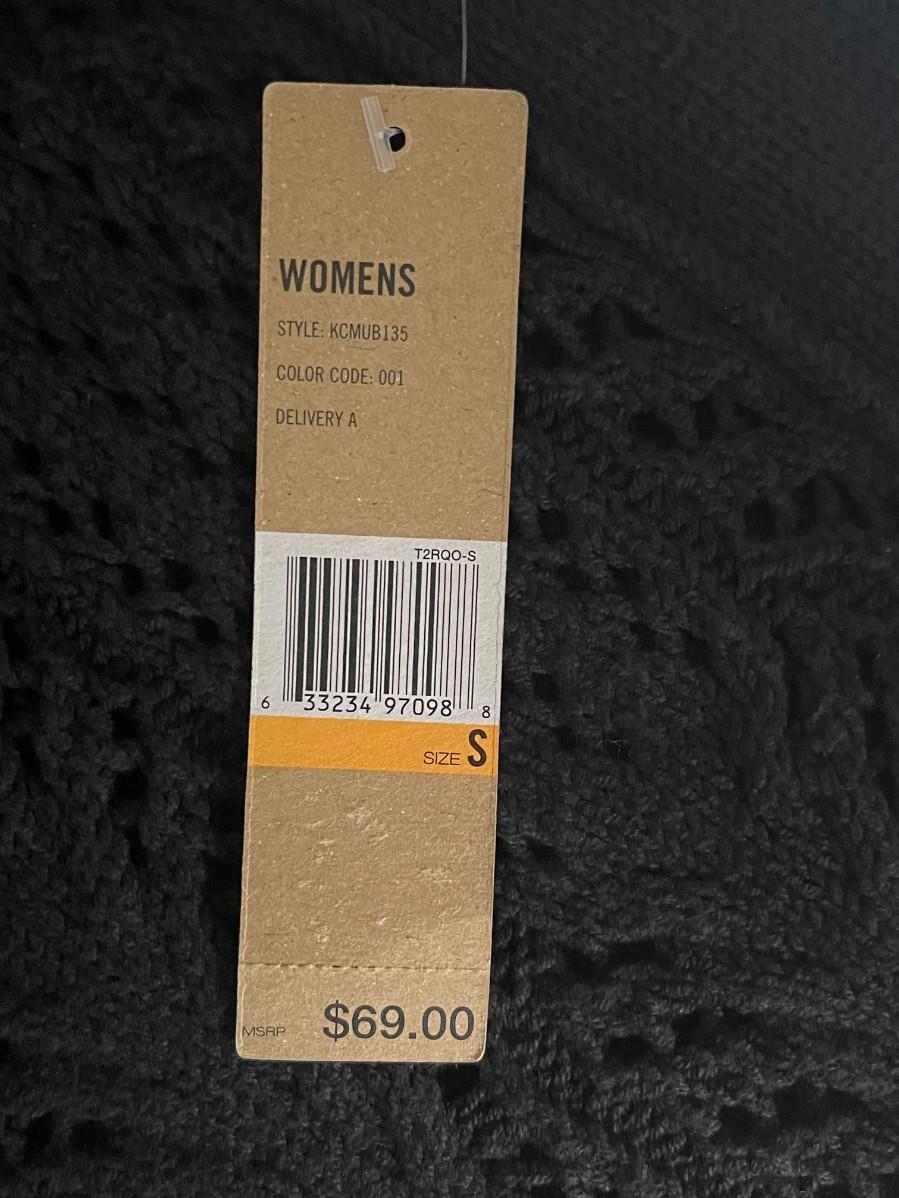 WOMENS
STYLE: KCMUB135
COLOR CODE: 001
DELIVERY A
T2RQO-S
6 33234 97098 8
SIZE S
MSRP $69.00